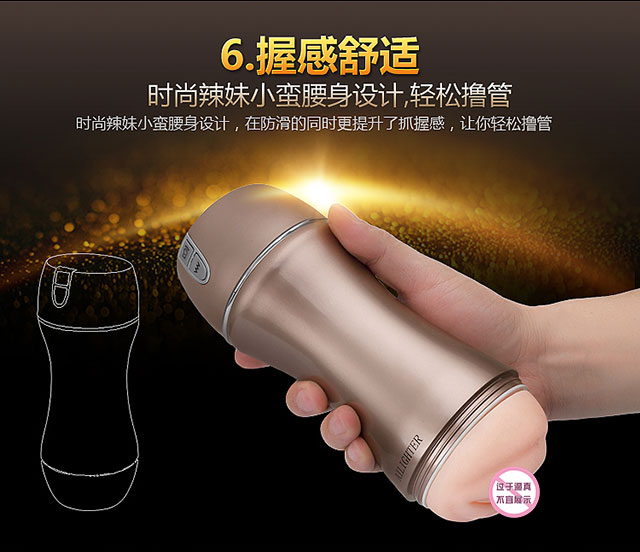 6.握感舒适
时尚辣妹小蛮腰身设计,轻松撸管
时尚辣妹小蛮腰身设计，在防滑的同时更提升了抓握感，让你轻松撸管
ALLIGHTER
过于逼真
不宜展示